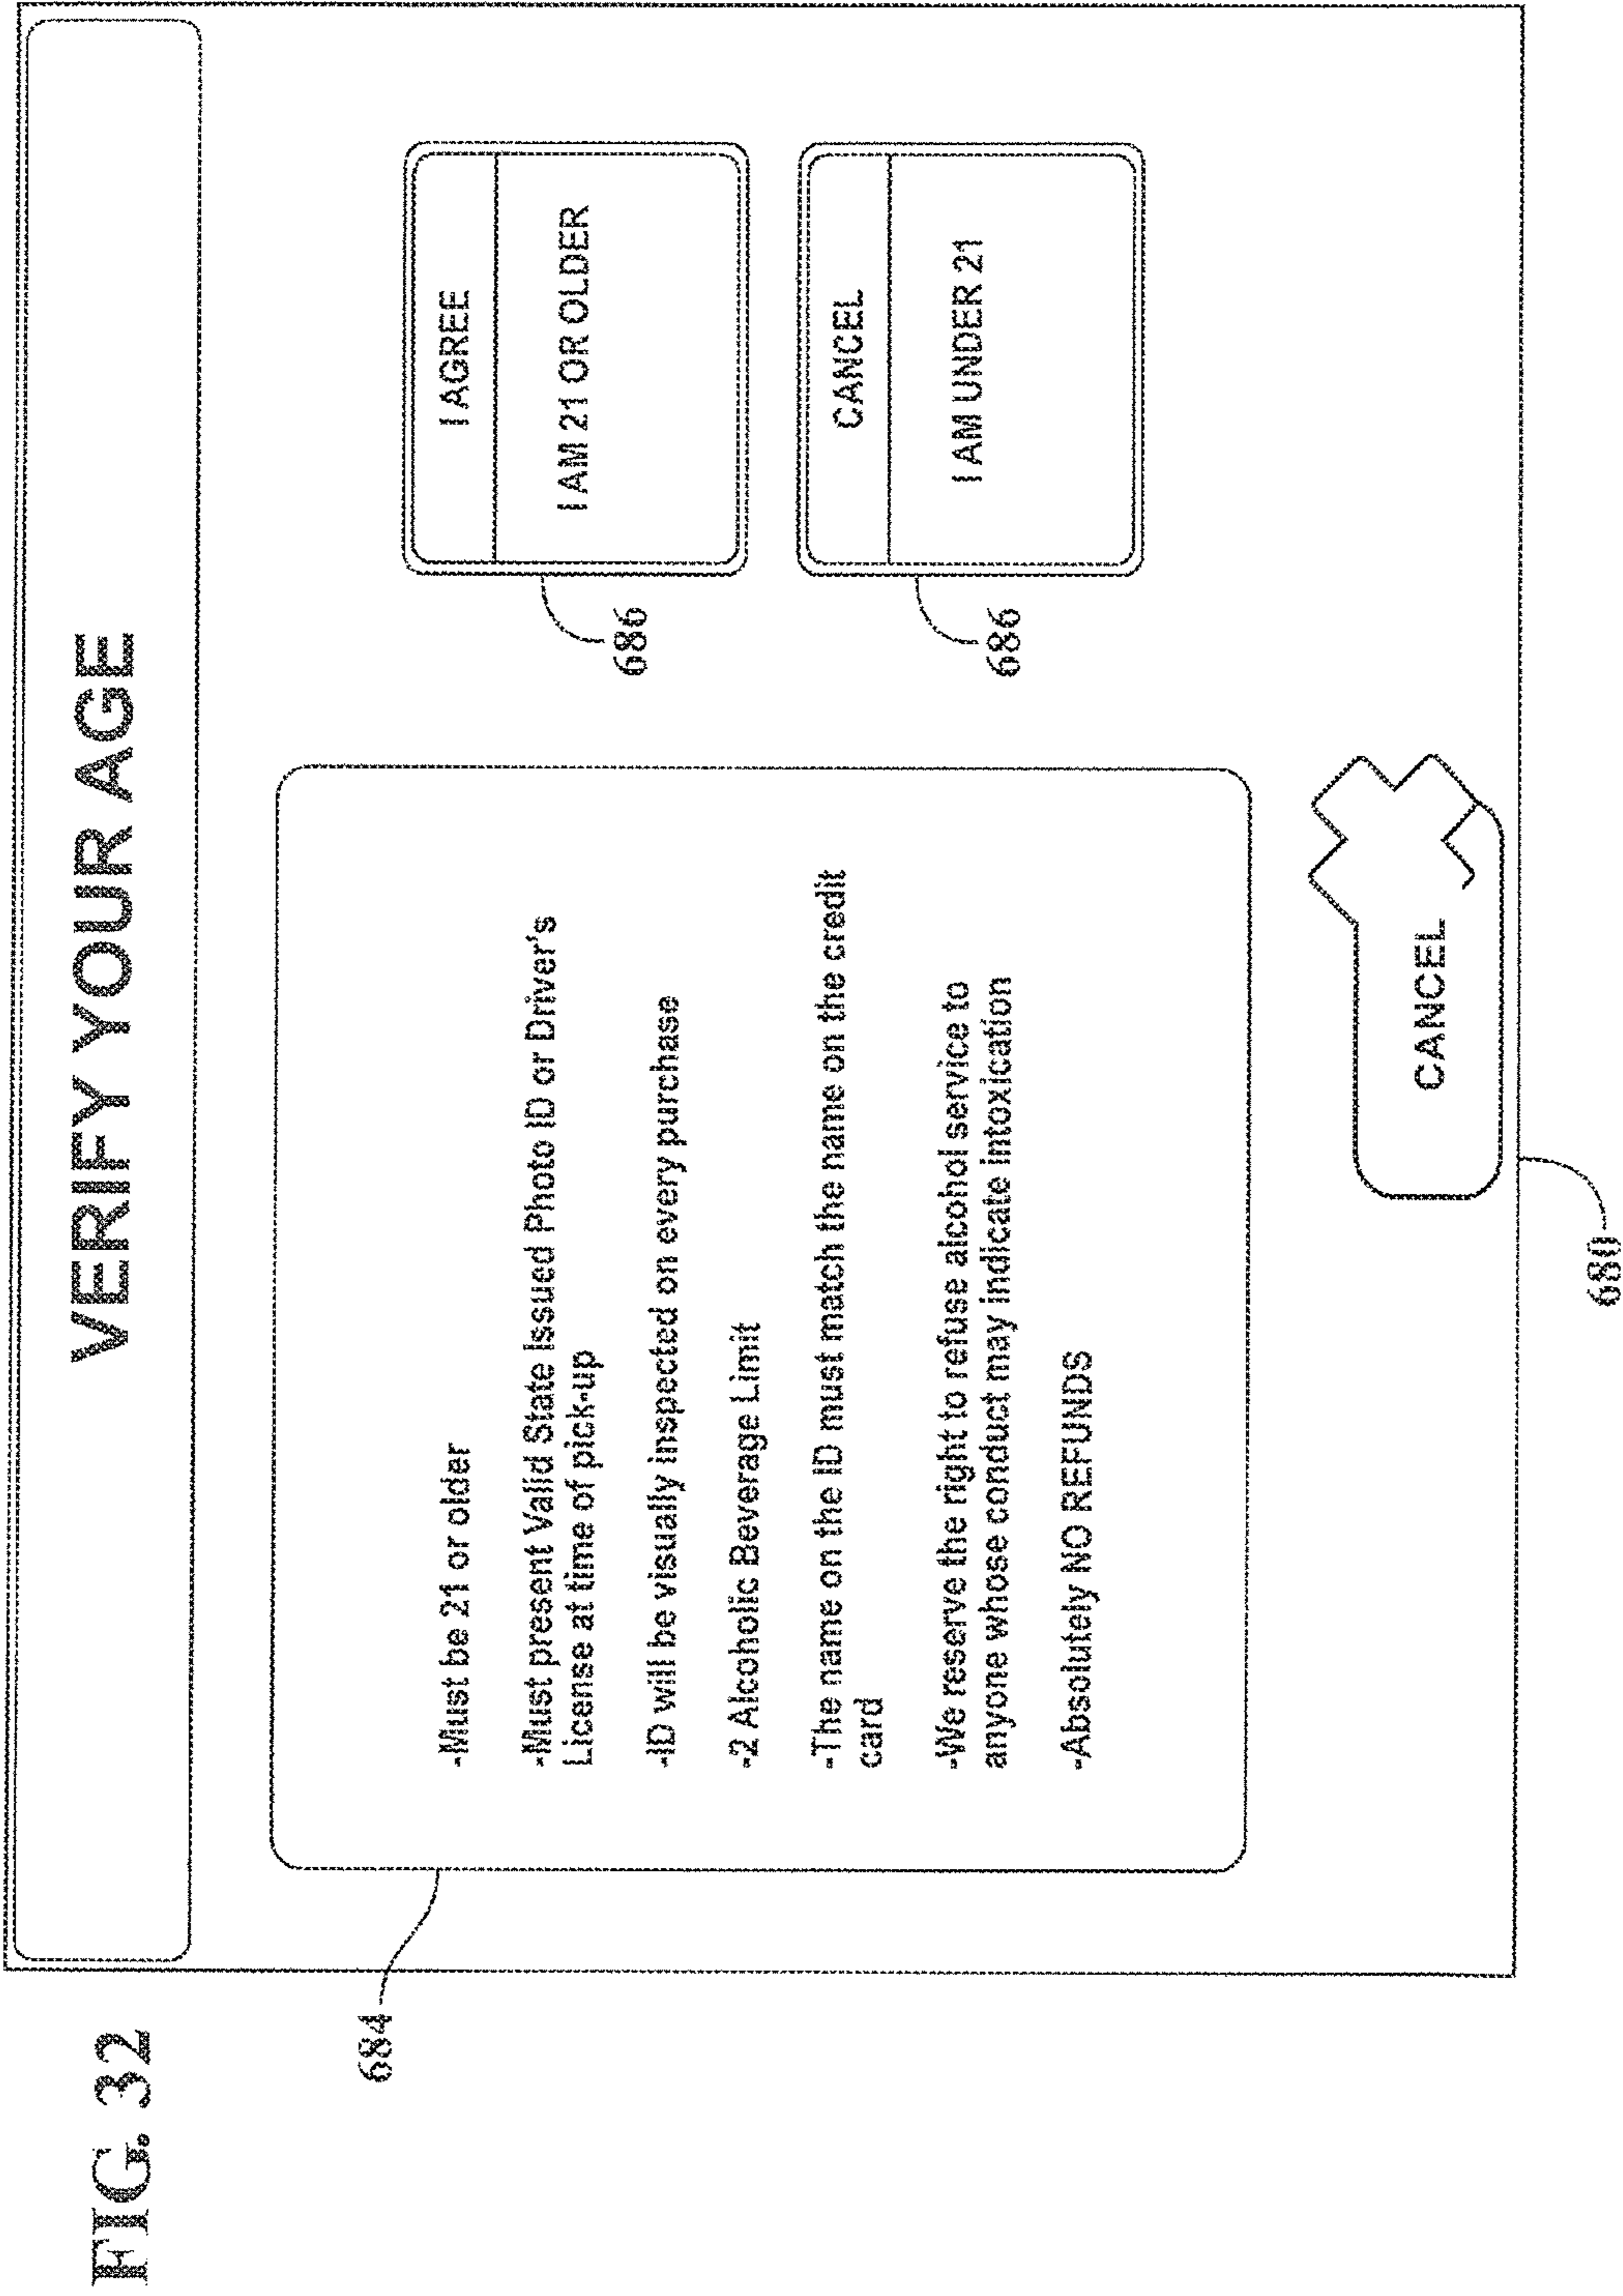 FIG. 32
VERIFY YOUR AGE
684
-Must be 21 or older
-Must present Valid State Issued Photo ID or Driver's
License at time of pick-up
-ID will be visually inspected on every purchase
-2 Alcoholic Beverage Limit
-The name on the ID must match the name on the credit
card
-We reserve the right to refuse alcohol service to
anyone whose conduct may indicate intoxication
-Absolutely NO REFUNDS
I AGREE
I AM 21 OR OLDER
686
CANCEL
I AM UNDER 21
686
CANCEL
680